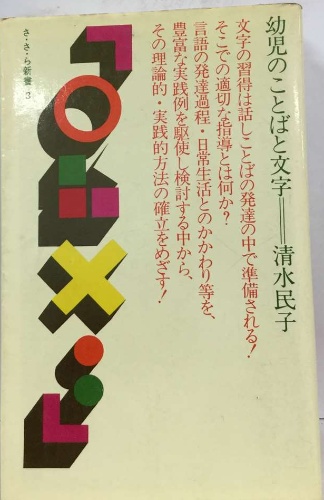 幼児のことばと文字＝清水民子
文字の習得は話しことばの発達の中で準備される!
そこでの適切な指導とは何か?
言語の発達過程・日常生活とのかかわり等を、
豊富な実践例を駆使し検討する中から、
その理論的・実践的方法の確立をめざす!
さ・さ・ら新書 3